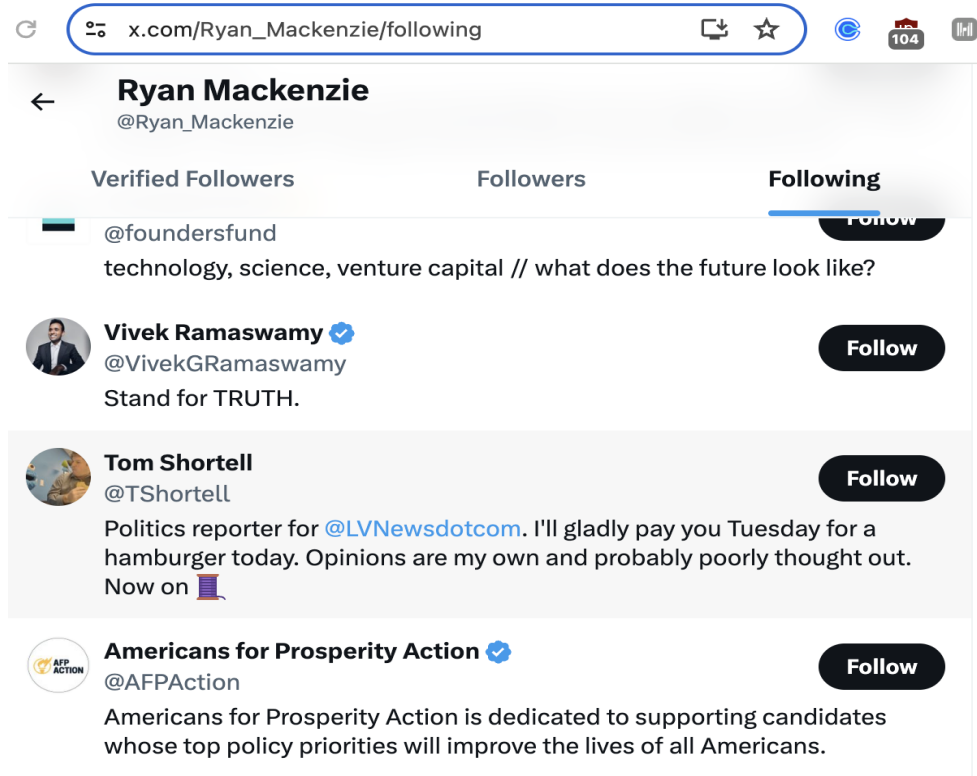 x.com/Ryan_Mackenzie/following
104
Ryan Mackenzie
@Ryan_Mackenzie
Verified Followers
Followers
Following
@foundersfund
Follow
technology, science, venture capital // what does the future look like?
Vivek Ramaswamy
Follow
@VivekGRamaswamy
Stand for TRUTH.
Tom Shortell
Follow
@TShortell
Politics reporter for @LVNewsdotcom. I'll gladly pay you Tuesday for a
hamburger today. Opinions are my own and probably poorly thought out.
Now on
AFP
ACTION
Americans for Prosperity Action
Follow
@AFPAction
Americans for Prosperity Action is dedicated to supporting candidates
whose top policy priorities will improve the lives of all Americans.